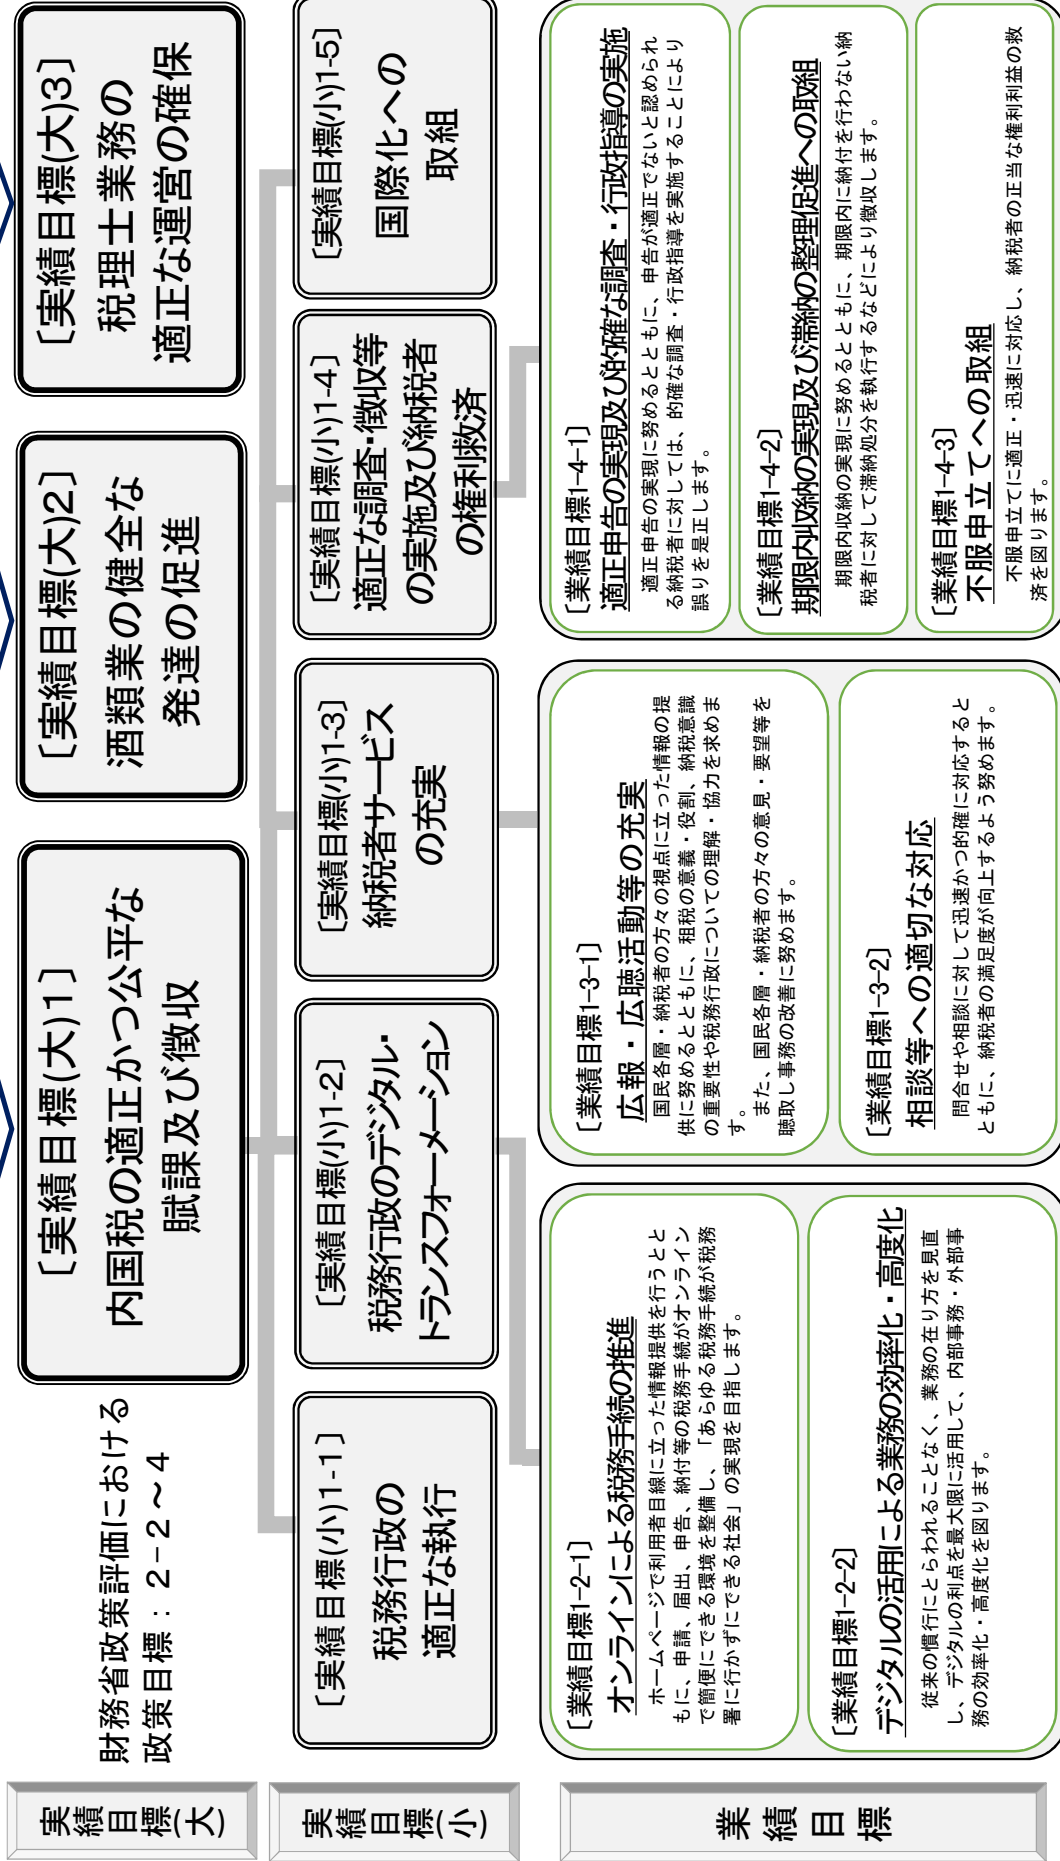 実績目標(大)
財務省政策評価における
政策目標：２−２～４
［実績目標(大)１］
内国税の適正かつ公平な
賦課及び徴収
［実績目標(大)２］
酒類業の健全な
発達の促進
［実績目標(大)３］
税理士業務の
適正な運営の確保
実績目標(小)
［実績目標(小)1-1］
税務行政の
適正な執行
［実績目標(小)1-2］
税務行政のデジタル・
トランスフォーメーション
［実績目標(小)1-3］
納税者サービス
の充実
［実績目標(小)1-4］
適正な調査・徴収等
の実施及び納税者
の権利救済
［実績目標(小)1-5］
国際化への
取組
業績目標
［業績目標1-2-1］
オンラインによる税務手続の推進
ホームページで利用者目線に立った情報提供を行うとと
もに、申請、届出、申告、納付等の税務手続がオンライン
で簡便にできる環境を整備し、「あらゆる税務手続が税務
署に行かずにできる社会」の実現を目指します。
［業績目標1-2-2］
デジタルの活用による業務の効率化・高度化
従来の慣行にとらわれることなく、業務の在り方を見直
し、デジタルの利点を最大限に活用して、内部事務・外部事
務の効率化・高度化を図ります。
［業績目標1-3-1］
広報・広聴活動等の充実
国民各層・納税者の方々の視点に立った情報の提
供に努めるとともに、租税の意義・役割、納税意識
の重要性や税務行政についての理解・協力を求めま
す。
また、国民各層・納税者の方々の意見・要望等を
聴取し事務の改善に努めます。
［業績目標1-3-2］
相談等への適切な対応
問合せや相談に対して迅速かつ的確に対応すると
ともに、納税者の満足度が向上するよう努めます。
［業績目標1-4-1］
適正申告の実現及び的確な調査・行政指導の実施
適正申告の実現に努めるとともに、申告が適正でないと認められ
る納税者に対しては、的確な調査・行政指導を実施することにより
誤りを是正します。
［業績目標1-4-2］
期限内収納の実現及び滞納の整理促進への取組
期限内収納の実現に努めるとともに、期限内に納付を行わない納
税者に対して滞納処分を執行するなどにより徴収します。
［業績目標1-4-3］
不服申立てへの取組
不服申立てに適正・迅速に対応し、納税者の正当な権利利益の救
済を図ります。